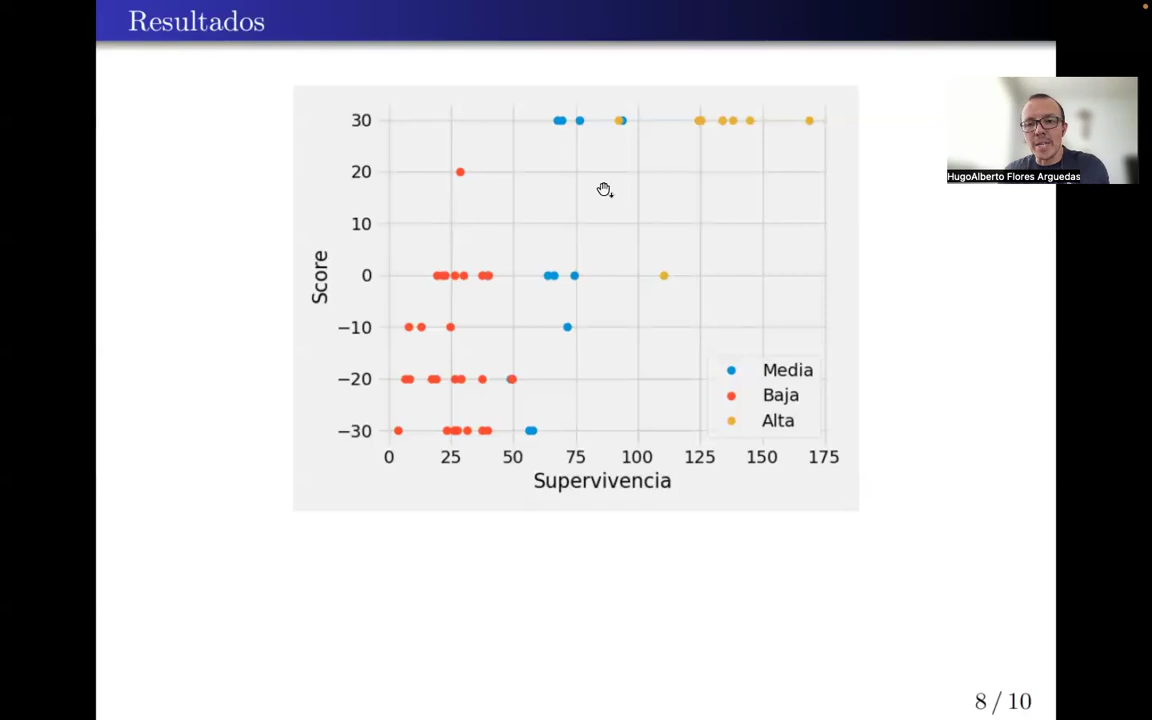 Resultados
HugoAlberto Flores Arguedas
30
20
10
0
−10
−20
−30
Score
0 25 50 75 100 125 150 175
Supervivencia
Media
Baja
Alta
8 / 10